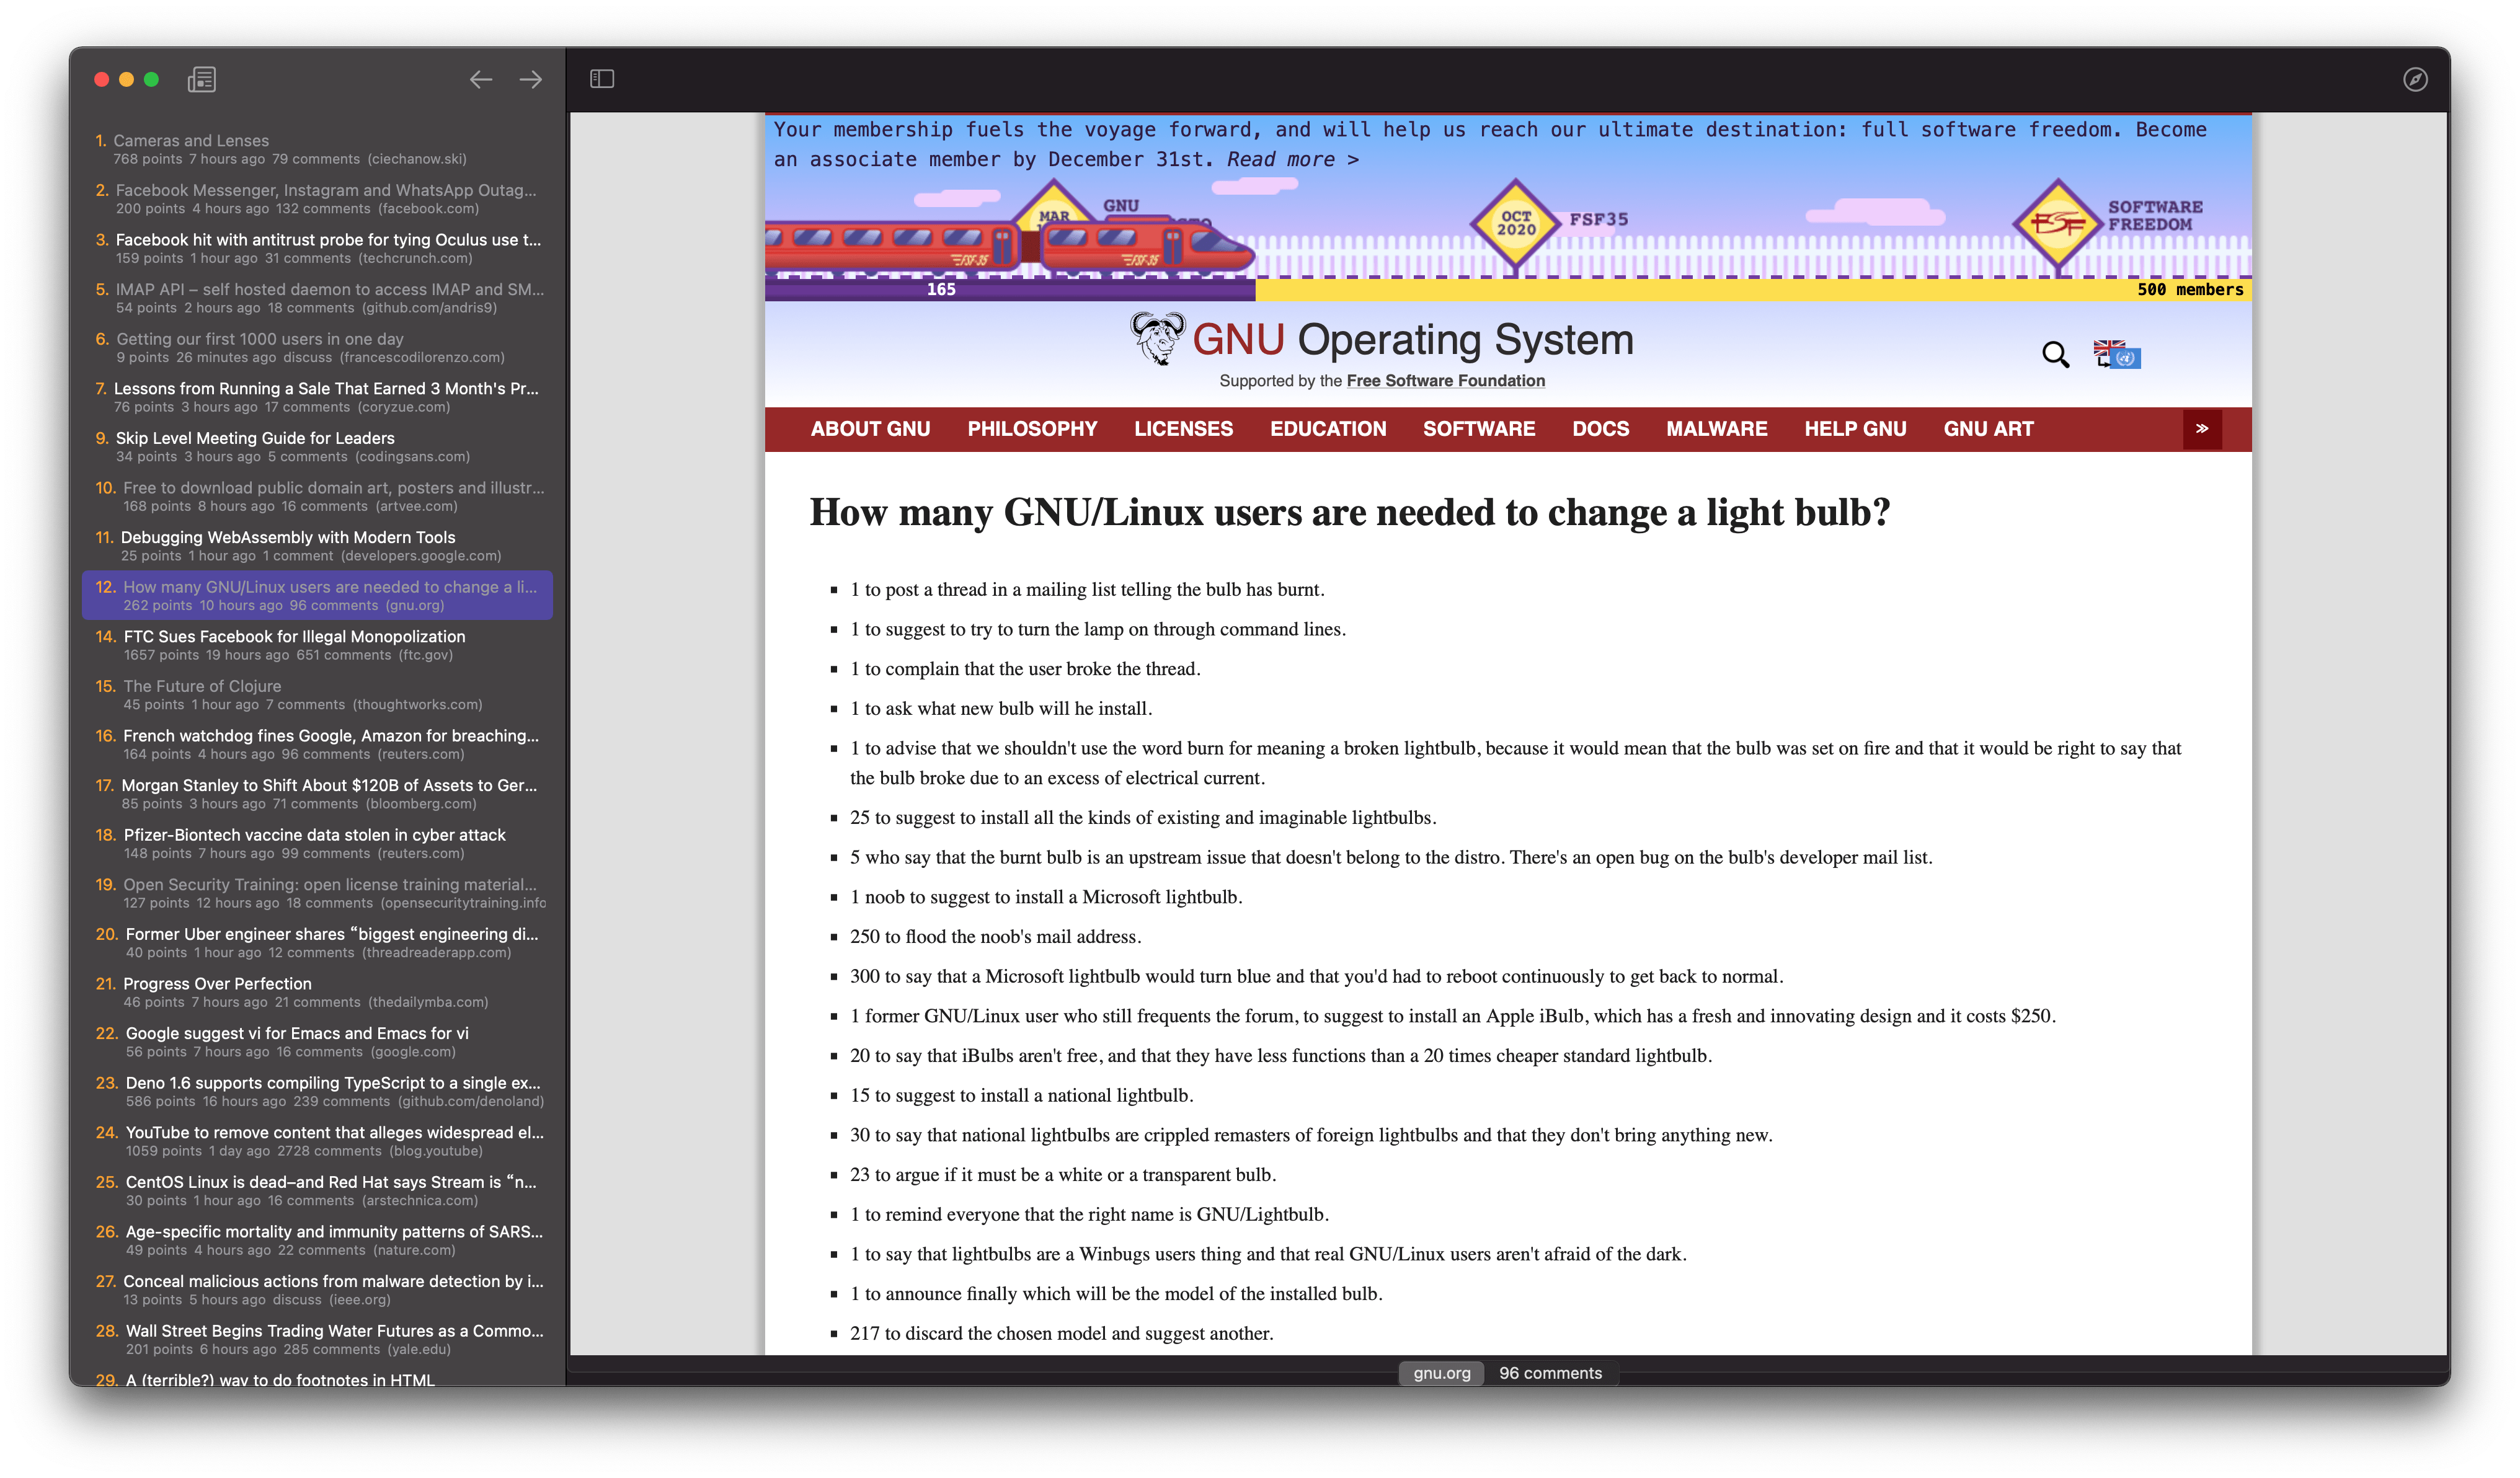 1. Cameras and Lenses
768 points 7 hours ago 79 comments (ciechanow.ski)
2. Facebook Messenger, Instagram and WhatsApp Outag...
200 points 4 hours ago 132 comments (facebook.com)
3. Facebook hit with antitrust probe for tying Oculus use t...
159 points 1 hour ago 31 comments (techcrunch.com)
5. IMAP API – self hosted daemon to access IMAP and SM...
54 points 2 hours ago 18 comments (github.com/andris9)
6. Getting our first 1000 users in one day
9 points 26 minutes ago discuss (francescodilorenzo.com)
7. Lessons from Running a Sale That Earned 3 Month's Pr...
76 points 3 hours ago 17 comments (coryzue.com)
9. Skip Level Meeting Guide for Leaders
34 points 3 hours ago 5 comments (codingsans.com)
10. Free to download public domain art, posters and illustr...
168 points 8 hours ago 16 comments (artvee.com)
11. Debugging WebAssembly with Modern Tools
25 points 1 hour ago 1 comment (developers.google.com)
12. How many GNU/Linux users are needed to change a li...
262 points 10 hours ago 96 comments (gnu.org)
14. FTC Sues Facebook for Illegal Monopolization
1657 points 19 hours ago 651 comments (ftc.gov)
15. The Future of Clojure
45 points 1 hour ago 7 comments (thoughtworks.com)
16. French watchdog fines Google, Amazon for breaching...
164 points 4 hours ago 96 comments (reuters.com)
17. Morgan Stanley to Shift About $120B of Assets to Ger...
85 points 3 hours ago 71 comments (bloomberg.com)
18. Pfizer-Biontech vaccine data stolen in cyber attack
148 points 7 hours ago 99 comments (reuters.com)
19. Open Security Training: open license training material...
127 points 12 hours ago 18 comments (opensecuritytraining.info
20. Former Uber engineer shares “biggest engineering di...
40 points 1 hour ago 12 comments (threadreaderapp.com)
21. Progress Over Perfection
46 points 7 hours ago 21 comments (thedailymba.com)
22. Google suggest vi for Emacs and Emacs for vi
56 points 7 hours ago 16 comments (google.com)
23. Deno 1.6 supports compiling TypeScript to a single ex...
586 points 16 hours ago 239 comments (github.com/denoland)
24. YouTube to remove content that alleges widespread el...
1059 points 1 day ago 2728 comments (blog.youtube)
25. CentOS Linux is dead—and Red Hat says Stream is “n...
30 points 1 hour ago 16 comments (arstechnica.com)
26. Age-specific mortality and immunity patterns of SARS...
49 points 4 hours ago 22 comments (nature.com)
27. Conceal malicious actions from malware detection by i...
13 points 5 hours ago discuss (ieee.org)
28. Wall Street Begins Trading Water Futures as a Commo...
201 points 6 hours ago 285 comments (yale.edu)
29. A (terrible?) way to do footnotes in HTML
Your membership fuels the voyage forward, and will help us reach our ultimate destination: full software freedom. Become
an associate member by December 31st. Read more >
MAR
GNU
OCT
2020
FSF35
FSF
SOFTWARE
FREEDOM
FSF35
FSF35
165
500 members
GNU Operating System
Supported by the Free Software Foundation
ABOUT GNU PHILOSOPHY LICENSES EDUCATION SOFTWARE DOCS MALWARE HELP GNU GNU ART
How many GNU/Linux users are needed to change a light bulb?
1 to post a thread in a mailing list telling the bulb has burnt.
1 to suggest to try to turn the lamp on through command lines.
1 to complain that the user broke the thread.
1 to ask what new bulb will he install.
1 to advise that we shouldn't use the word burn for meaning a broken lightbulb, because it would mean that the bulb was set on fire and that it would be right to say that
the bulb broke due to an excess of electrical current.
25 to suggest to install all the kinds of existing and imaginable lightbulbs.
5 who say that the burnt bulb is an upstream issue that doesn't belong to the distro. There's an open bug on the bulb's developer mail list.
1 noob to suggest to install a Microsoft lightbulb.
250 to flood the noob's mail address.
300 to say that a Microsoft lightbulb would turn blue and that you'd had to reboot continuously to get back to normal.
1 former GNU/Linux user who still frequents the forum, to suggest to install an Apple iBulb, which has a fresh and innovating design and it costs $250.
20 to say that iBulbs aren't free, and that they have less functions than a 20 times cheaper standard lightbulb.
15 to suggest to install a national lightbulb.
30 to say that national lightbulbs are crippled remasters of foreign lightbulbs and that they don't bring anything new.
23 to argue if it must be a white or a transparent bulb.
1 to remind everyone that the right name is GNU/Lightbulb.
1 to say that lightbulbs are a Winbugs users thing and that real GNU/Linux users aren't afraid of the dark.
1 to announce finally which will be the model of the installed bulb.
217 to discard the chosen model and suggest another.
gnu.org 96 comments